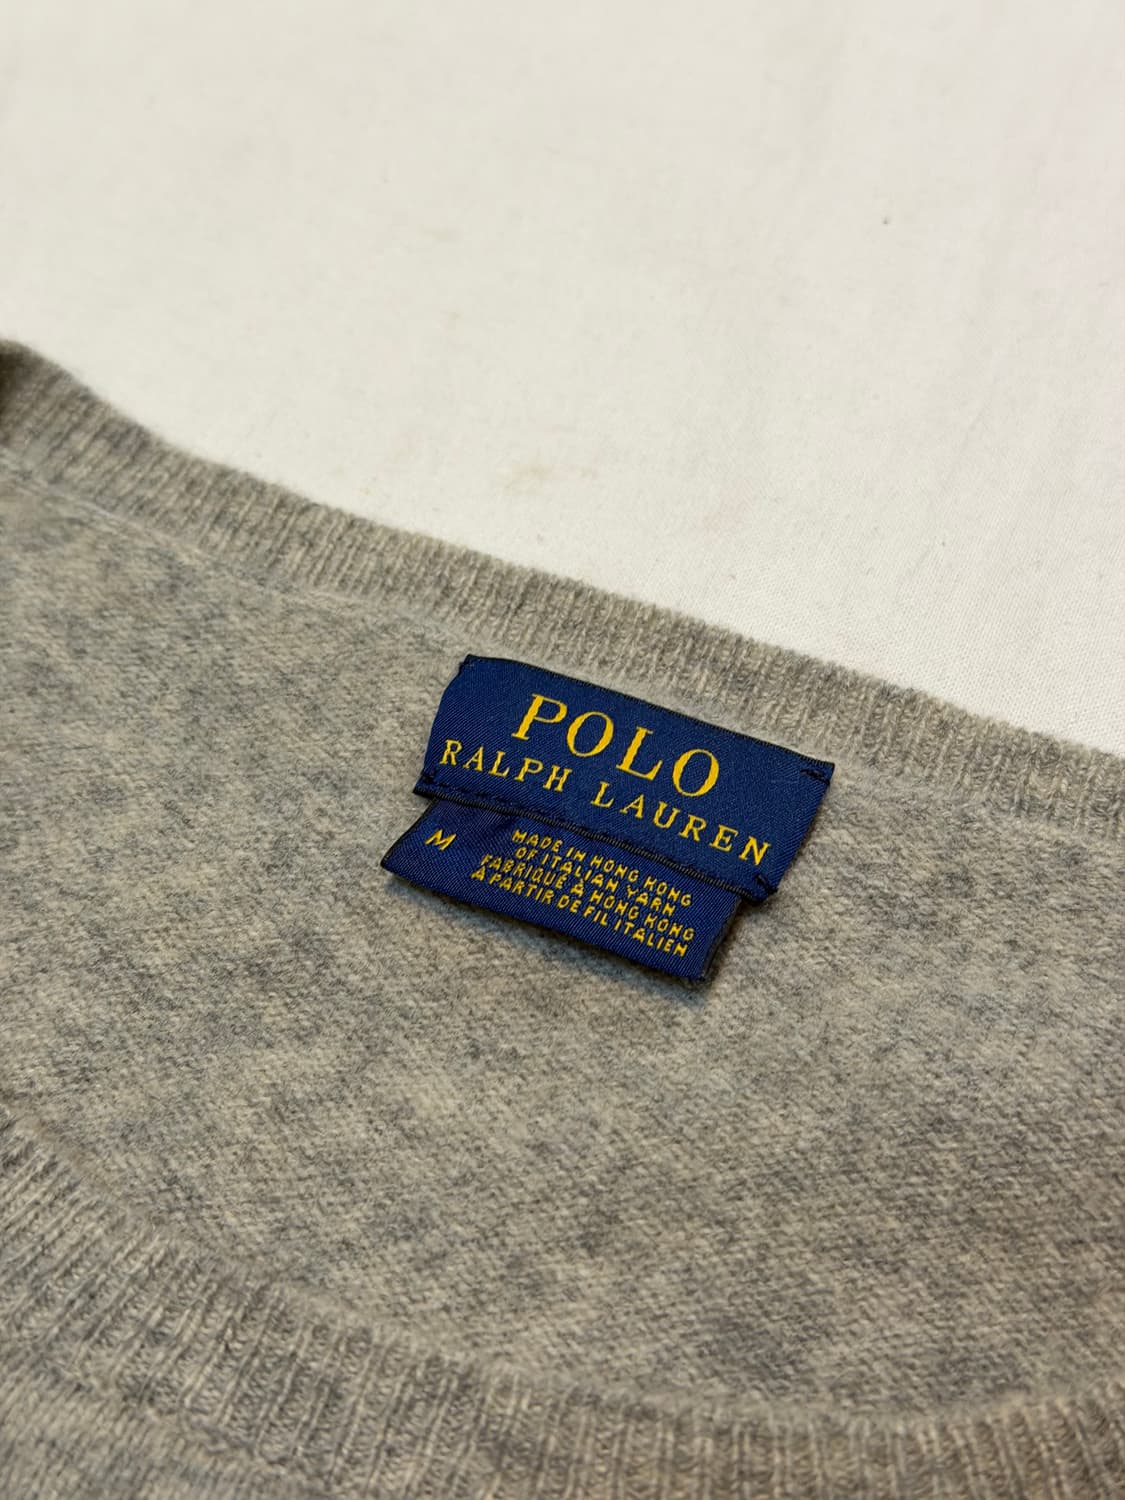 POLO
RALPH LAUREN
M
MADE IN HONG KONG
OF ITALIAN YARN
FABRIQUÉ À HONG KONG
À PARTIR DE FIL ITALIEN